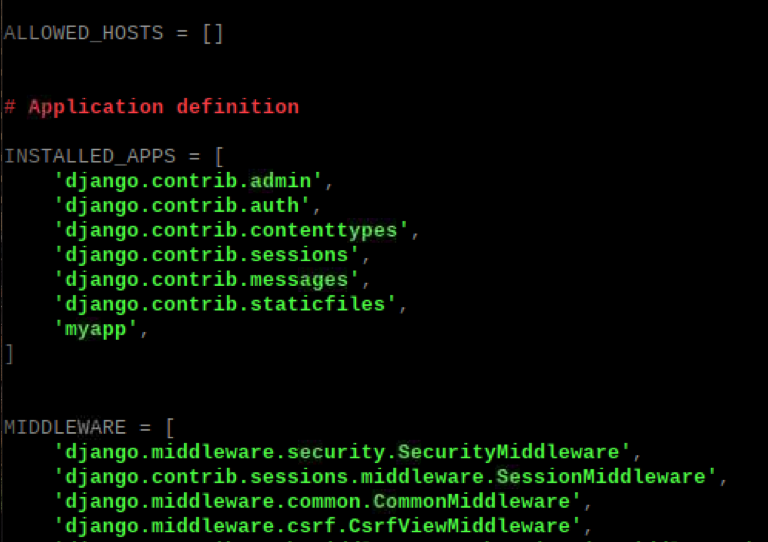 ALLOWED_HOSTS = []
# Application definition
INSTALLED_APPS = [
'django.contrib.admin',
'django.contrib.auth',
'django.contrib.contenttypes',
'django.contrib.sessions',
'django.contrib.messages',
'django.contrib.staticfiles',
'myapp',
]
MIDDLEWARE = [
'django.middleware.security.SecurityMiddleware',
'django.contrib.sessions.middleware.SessionMiddleware',
'django.middleware.common.CommonMiddleware',
'django.middleware.csrf.CsrfViewMiddleware',